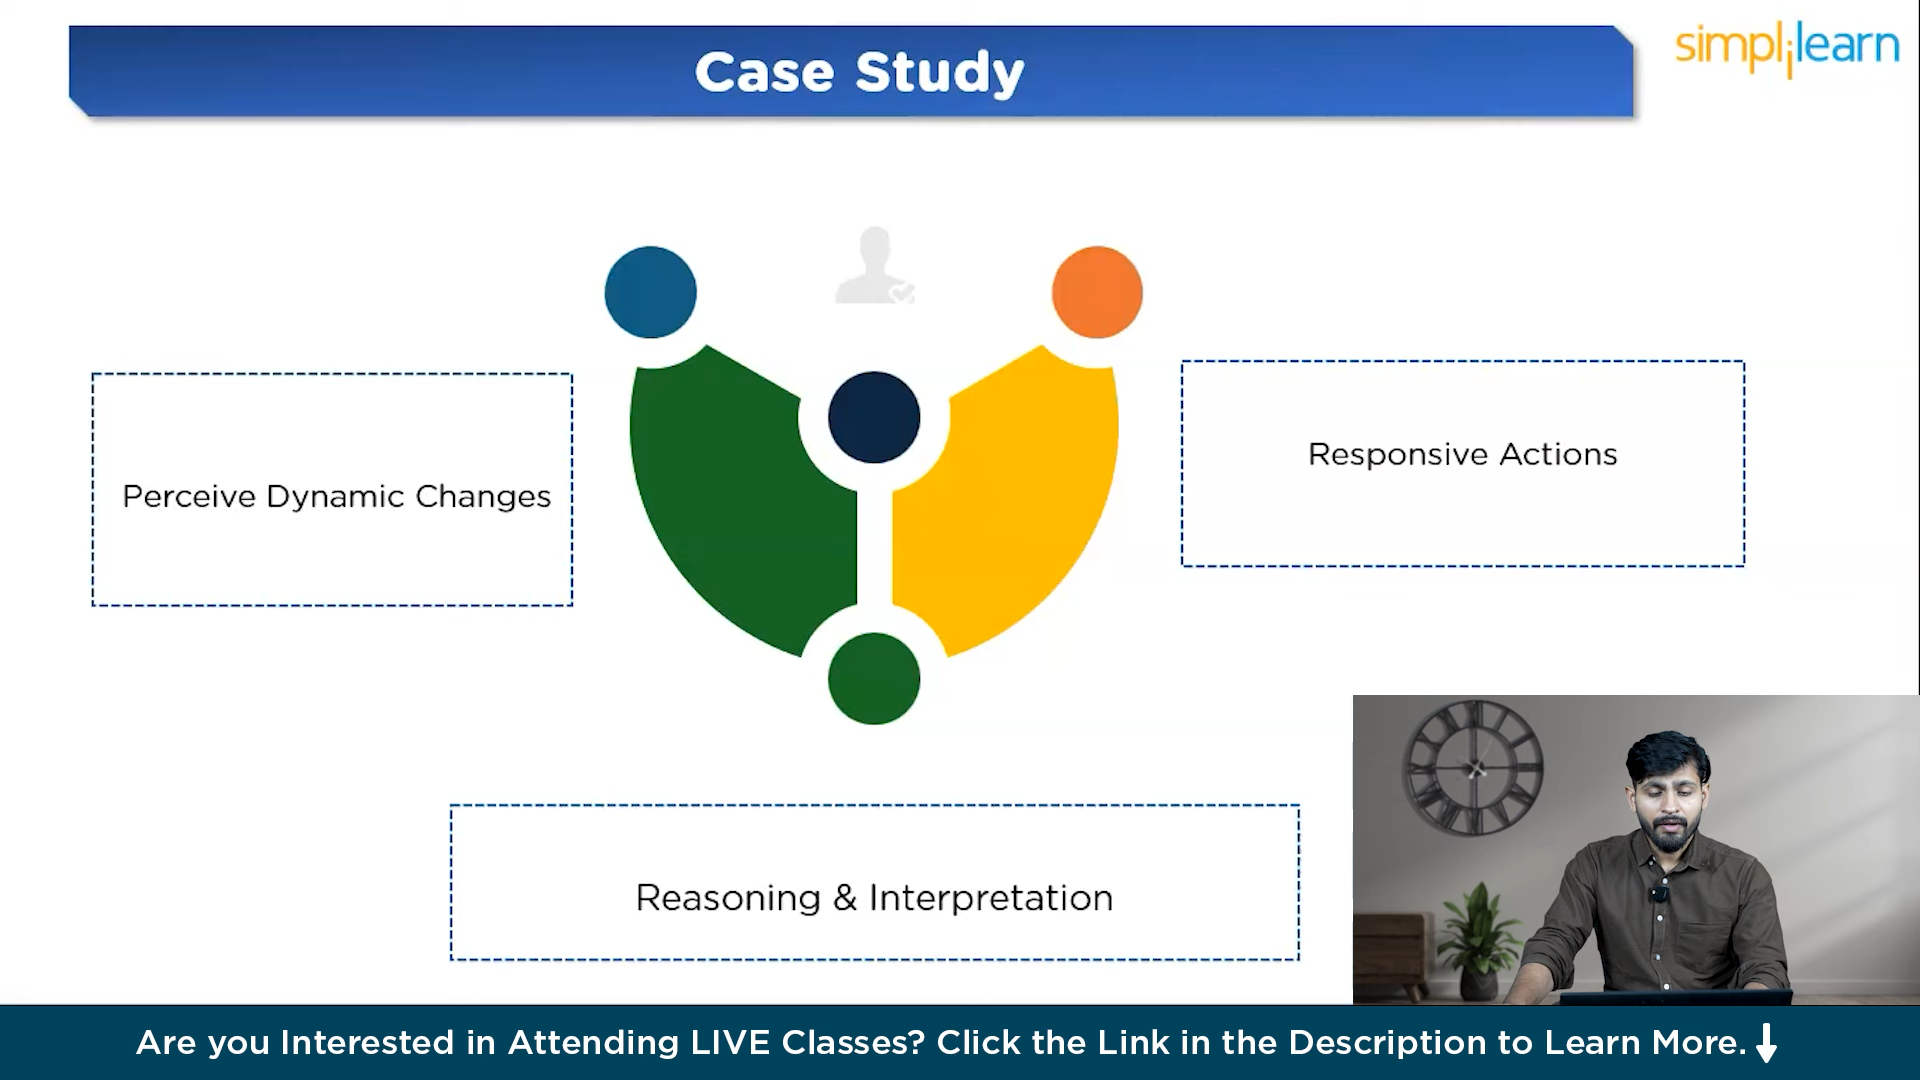 Case Study
simplilearn
Perceive Dynamic Changes
Responsive Actions
Reasoning & Interpretation
Are you Interested in Attending LIVE Classes? Click the Link in the Description to Learn More.